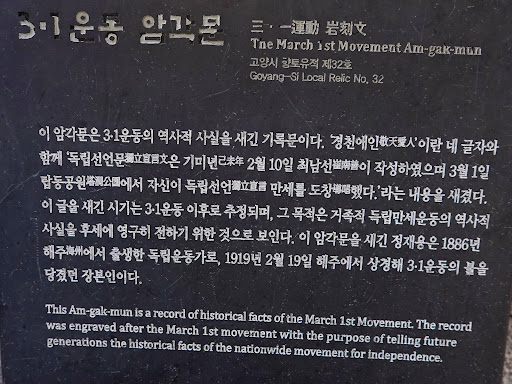 3·1운동 암각문
三·一運動 岩刻文
The March 1st Movement Am-gak-mun
고양시 향토유적 제32호
Goyang-Si Local Relic No. 32
이 암각문은 3·1운동의 역사적 사실을 새긴 기록문이다. '경천애인敬天愛人'이란 네 글자와
함께 '독립선언문獨立宣言文은 기미년己未年 2월 10일 최남선崔南善이 작성하였으며 3월 1일
탑동공원塔洞公園에서 자신이 독립선언獨立宣言 만세를 도창導唱했다.'라는 내용을 새겼다.
이 글을 새긴 시기는 3·1운동 이후로 추정되며, 그 목적은 거족적 독립만세운동의 역사적
사실을 후세에 영구히 전하기 위한 것으로 보인다. 이 암각문을 새긴 정재용은 1886년
해주海州에서 출생한 독립운동가로, 1919년 2월 19일 해주에서 상경해 3·1운동의 불을
당겼던 장본인이다.
This Am-gak-mun is a record of historical facts of the March 1st Movement. The record
was engraved after the March 1st movement with the purpose of telling future
generations the historical facts of the nationwide movement for independence.